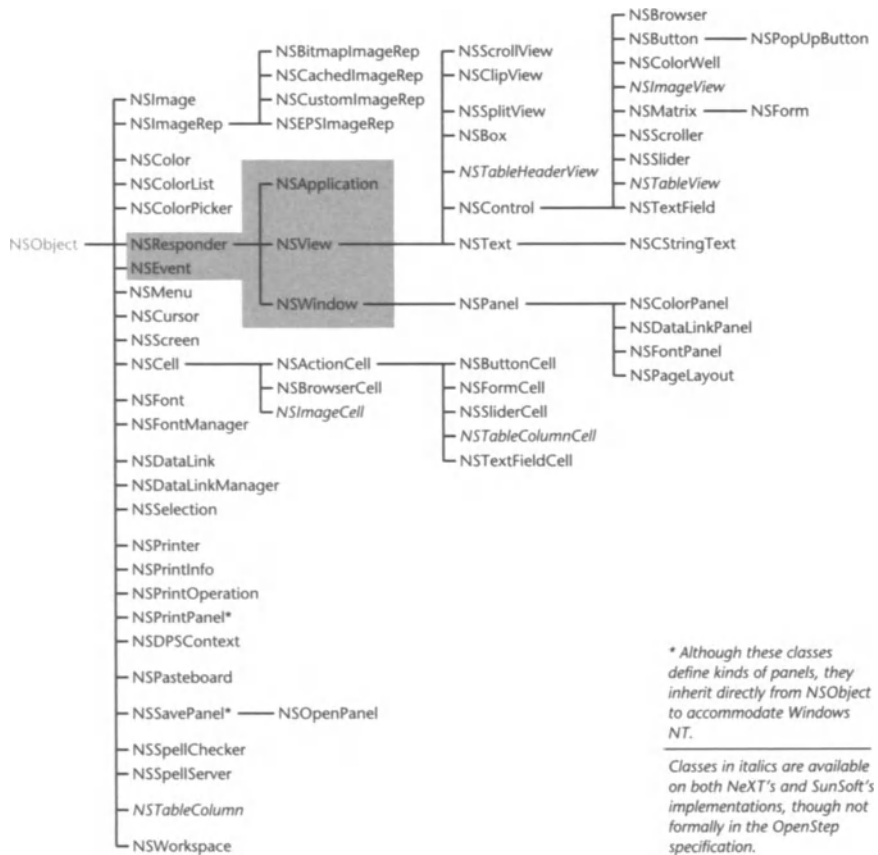 NSObject
NSImage
NSImageRep
NSBitmapImageRep
NSCachedImageRep
NSCustomImageRep
NSEPSImageRep
NSColor
NSColorList
NSColorPicker
NSResponder
NSApplication
NSView
NSScrollView
NSClipView
NSSplitView
NSBox
NSTableHeaderView
NSControl
NSBrowser
NSButton
NSPopUpButton
NSColorWell
NSImageView
NSMatrix
NSForm
NSScroller
NSSlider
NSTableView
NSTextField
NSText
NSCStringText
NSWindow
NSPanel
NSColorPanel
NSDataLinkPanel
NSFontPanel
NSPageLayout
NSEvent
NSMenu
NSCursor
NSScreen
NSCell
NSActionCell
NSButtonCell
NSFormCell
NSSliderCell
NSTableColumnCell
NSTextFieldCell
NSBrowserCell
NSImageCell
NSFont
NSFontManager
NSDataLink
NSDataLinkManager
NSSelection
NSPrinter
NSPrintInfo
NSPrintOperation
NSPrintPanel*
NSDPSContext
NSPasteboard
NSSavePanel*
NSOpenPanel
NSSpellChecker
NSSpellServer
NSTableColumn
NSWorkspace
* Although these classes
define kinds of panels, they
inherit directly from NSObject
to accommodate Windows
NT.
Classes in italics are available
on both NeXT's and SunSoft's
implementations, though not
formally in the OpenStep
specification.